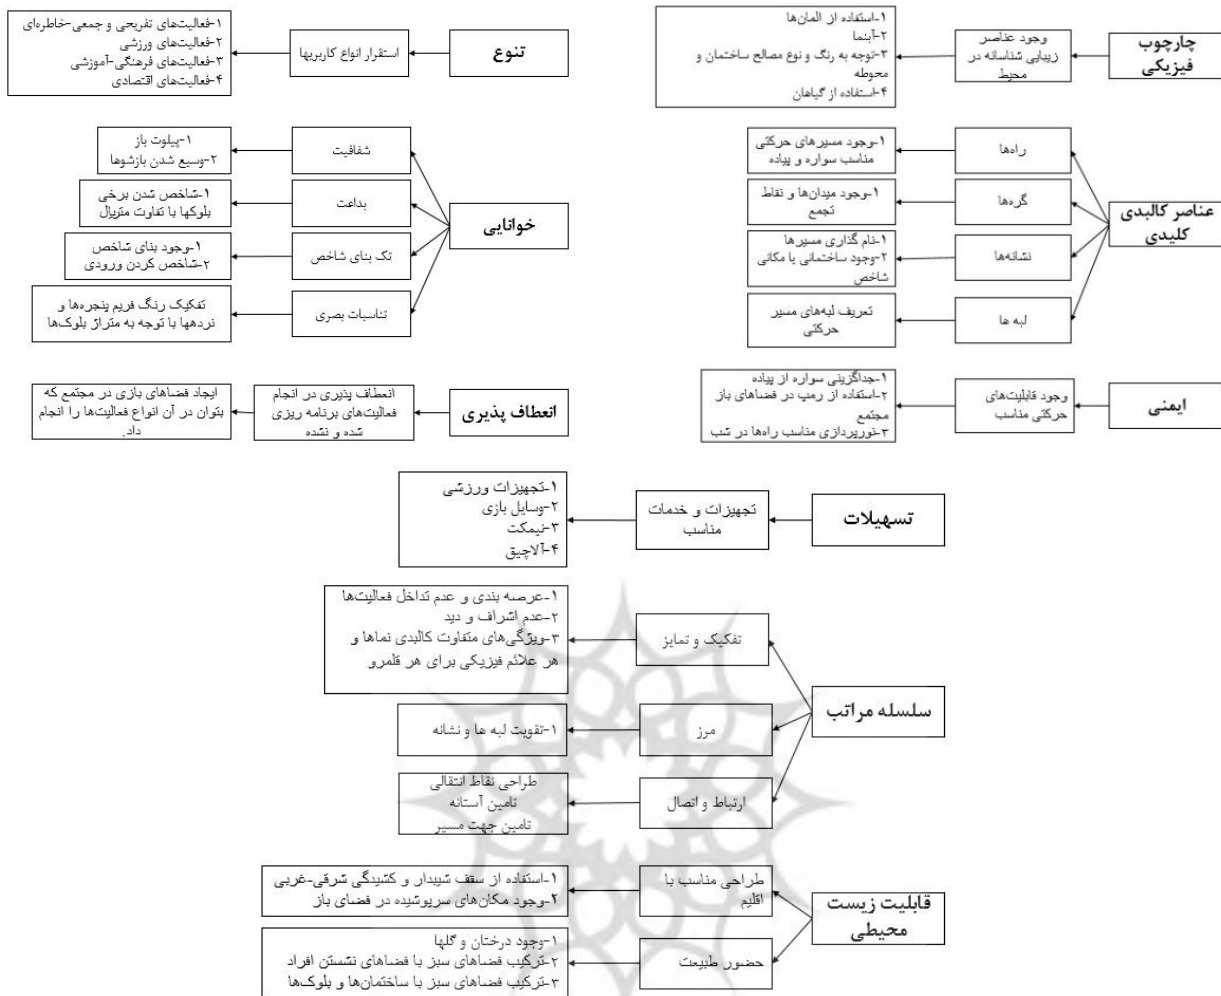 چارچوب
فیزیکی
وجود عناصر
زیبایی شناسانه در
محیط
۱-استفاده از المان‌ها
۲-آبنما
۳-توجه به رنگ و نوع مصالح ساختمان و
محوطه
۴-استفاده از گیاهان
تنوع
استقرار انواع کاربریها
۱-فعالیت‌های تفریحی و جمعی-خاطره‌ای
۲-فعالیت‌های ورزشی
۳-فعالیت‌های فرهنگی-آموزشی
۴-فعالیت‌های اقتصادی
عناصر کالبدی
کلیدی
راه‌ها
۱-وجود مسیرهای حرکتی
مناسب سواره و پیاده
گره‌ها
۱-وجود میدان‌ها و نقاط
تجمع
نشانه‌ها
۱-نام گذاری مسیرها
۲-وجود ساختمانی یا مکانی
شاخص
لبه ها
تعریف لبه‌های مسیر
حرکتی
خوانایی
شفافیت
۱-پیلوت باز
۲-وسیع شدن بازشوها
بداعت
۱-شاخص شدن برخی
بلوکها با تفاوت متریال
تک بنای شاخص
۱-وجود بنای شاخص
۲-شاخص کردن ورودی
تناسبات بصری
تفکیک رنگ فریم پنجره‌ها و
نرده‌ها با توجه به متراژ بلوک‌ها
ایمنی
وجود قابلیت‌های
حرکتی مناسب
۱-جداگزینی سواره از پیاده
۲-استفاده از رمپ در فضاهای باز
مجتمع
۳-نورپردازی مناسب راه‌ها در شب
انعطاف پذیری
انعطاف پذیری در انجام
فعالیت‌های برنامه ریزی
شده و نشده
ایجاد فضاهای بازی در مجتمع که
بتوان در آن انواع فعالیت‌ها را انجام
داد.
تسهیلات
تجهیزات و خدمات
مناسب
۱-تجهیزات ورزشی
۲-وسایل بازی
۳-نیمکت
۴-آلاچیق
سلسله مراتب
تفکیک و تمایز
۱-عرصه بندی و عدم تداخل فعالیت‌ها
۲-عدم اشراف و دید
۳-ویژگی‌های متفاوت کالبدی نماها و
هر علائم فیزیکی برای هر قلمرو
مرز
۱-تقویت لبه ها و نشانه
ارتباط و اتصال
طراحی نقاط انتقالی
تامین آستانه
تامین جهت مسیر
قابلیت زیست
محیطی
طراحی مناسب با
اقلیم
۱-استفاده از سقف شیبدار و کشیدگی شرقی-غربی
۲-وجود مکان‌های سرپوشیده در فضای باز
حضور طبیعت
۱-وجود درختان و گلها
۲-ترکیب فضاهای سبز با فضاهای نشستن افراد
۳-ترکیب فضاهای سبز با ساختمان‌ها و بلوک‌ها